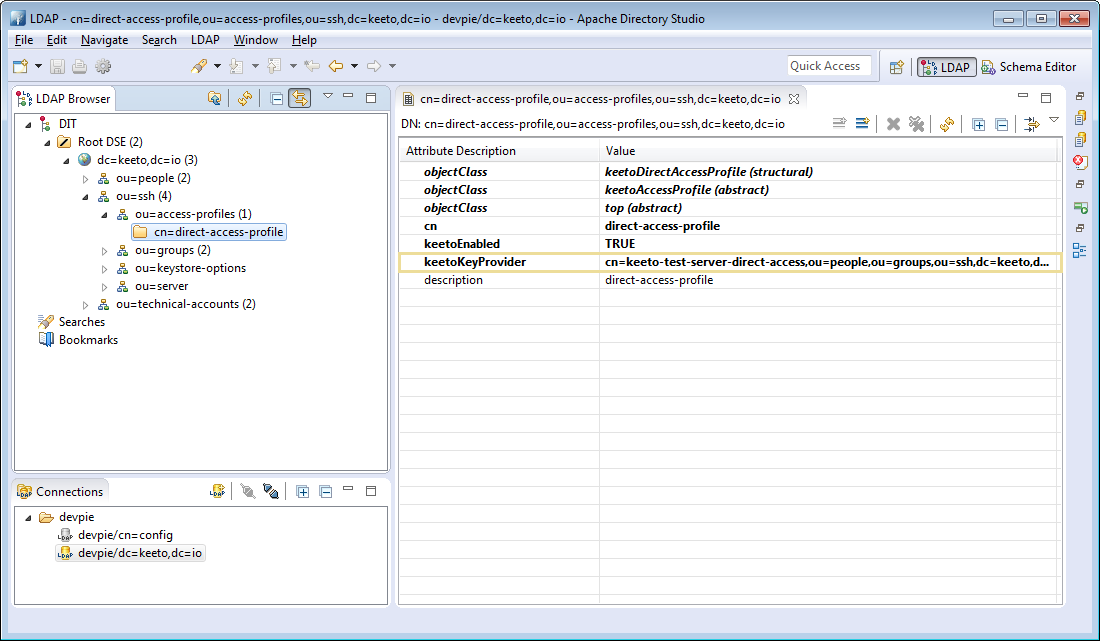 LDAP - cn=direct-access-profile,ou=access-profiles,ou=ssh,dc=keeto,dc=io - devpie/dc=keeto,dc=io - Apache Directory Studio
File Edit Navigate Search LDAP Window Help
Quick Access LDAP Schema Editor
LDAP Browser
DIT
Root DSE (2)
dc=keeto,dc=io (3)
ou=people (2)
ou=ssh (4)
ou=access-profiles (1)
cn=direct-access-profile
ou=groups (2)
ou=keystore-options
ou=server
ou=technical-accounts (2)
Searches
Bookmarks
Connections
devpie
devpie/cn=config
devpie/dc=keeto,dc=io
cn=direct-access-profile,ou=access-profiles,ou=ssh,dc=keeto,dc=io
DN: cn=direct-access-profile,ou=access-profiles,ou=ssh,dc=keeto,dc=io
Attribute Description Value
objectClass keetoDirectAccessProfile (structural)
objectClass keetoAccessProfile (abstract)
objectClass top (abstract)
cn direct-access-profile
keetoEnabled TRUE
keetoKeyProvider cn=keeto-test-server-direct-access,ou=people,ou=groups,ou=ssh,dc=keeto,d...
description direct-access-profile